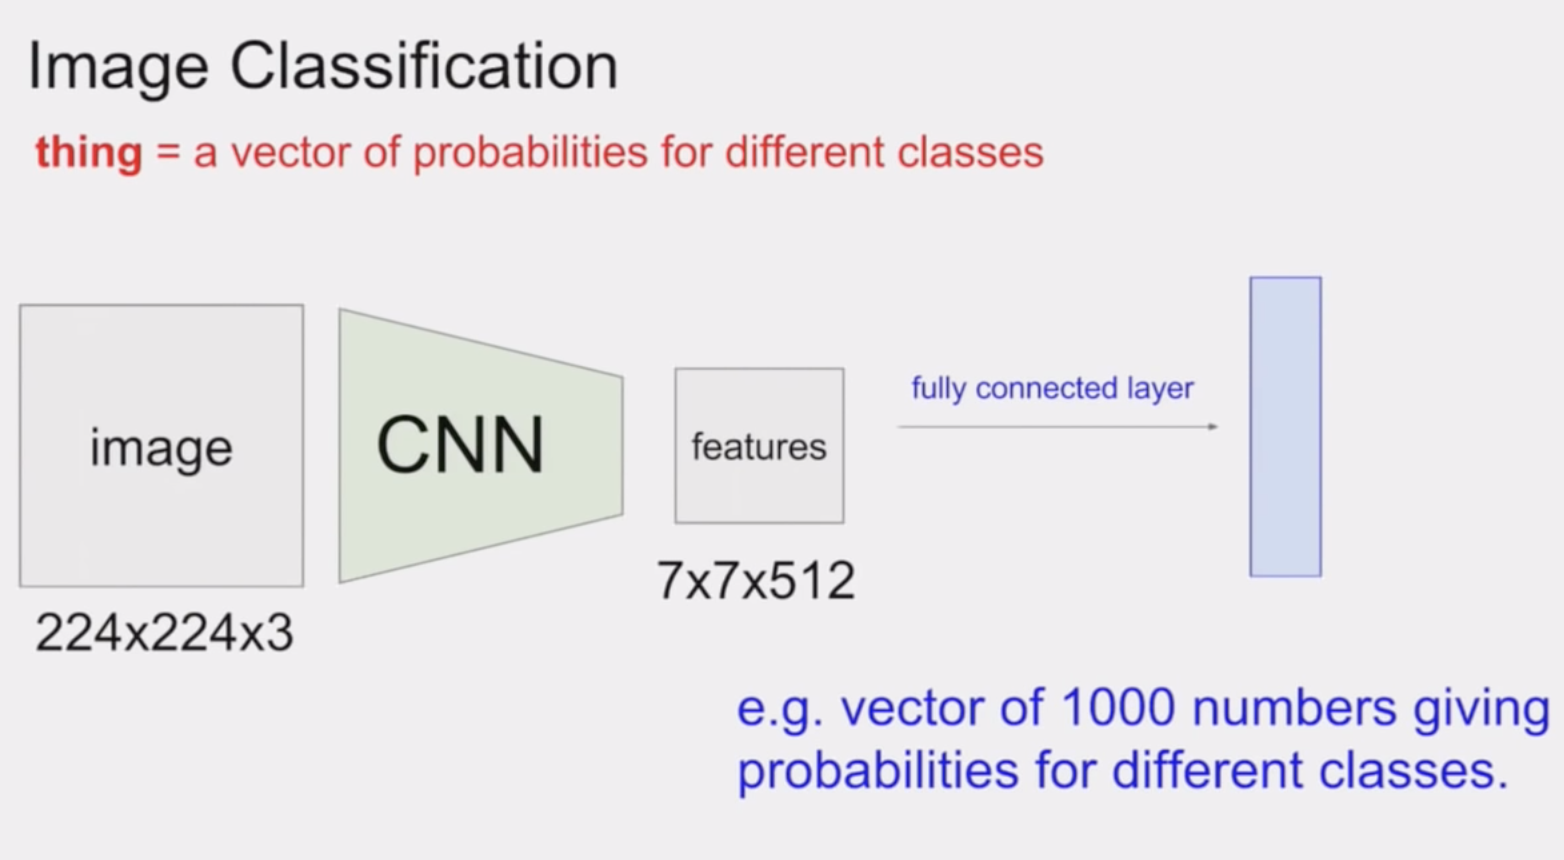 Image Classification
thing = a vector of probabilities for different classes
image
CNN
features
fully connected layer
224x224x3
7x7x512
e.g. vector of 1000 numbers giving
probabilities for different classes.